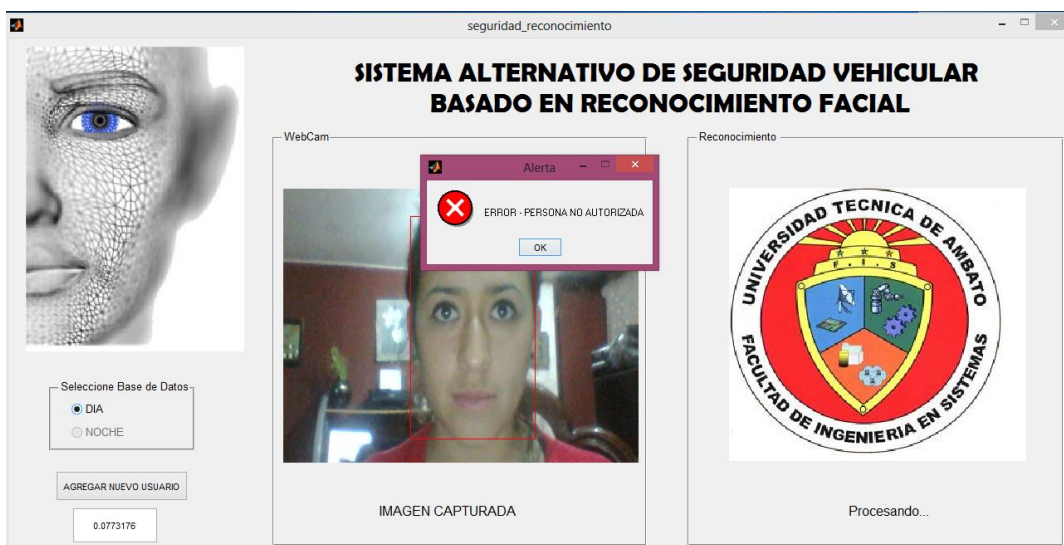 seguridad_reconocimiento
SISTEMA ALTERNATIVO DE SEGURIDAD VEHICULAR
BASADO EN RECONOCIMIENTO FACIAL
WebCam
Alerta
ERROR - PERSONA NO AUTORIZADA
OK
Reconocimiento
UNIVERSIDAD TECNICA DE AMBATO
F. I. S
FACULTAD DE INGENIERIA EN SISTEMAS
Seleccione Base de Datos
DIA
NOCHE
AGREGAR NUEVO USUARIO
0.0773176
IMAGEN CAPTURADA
Procesando...